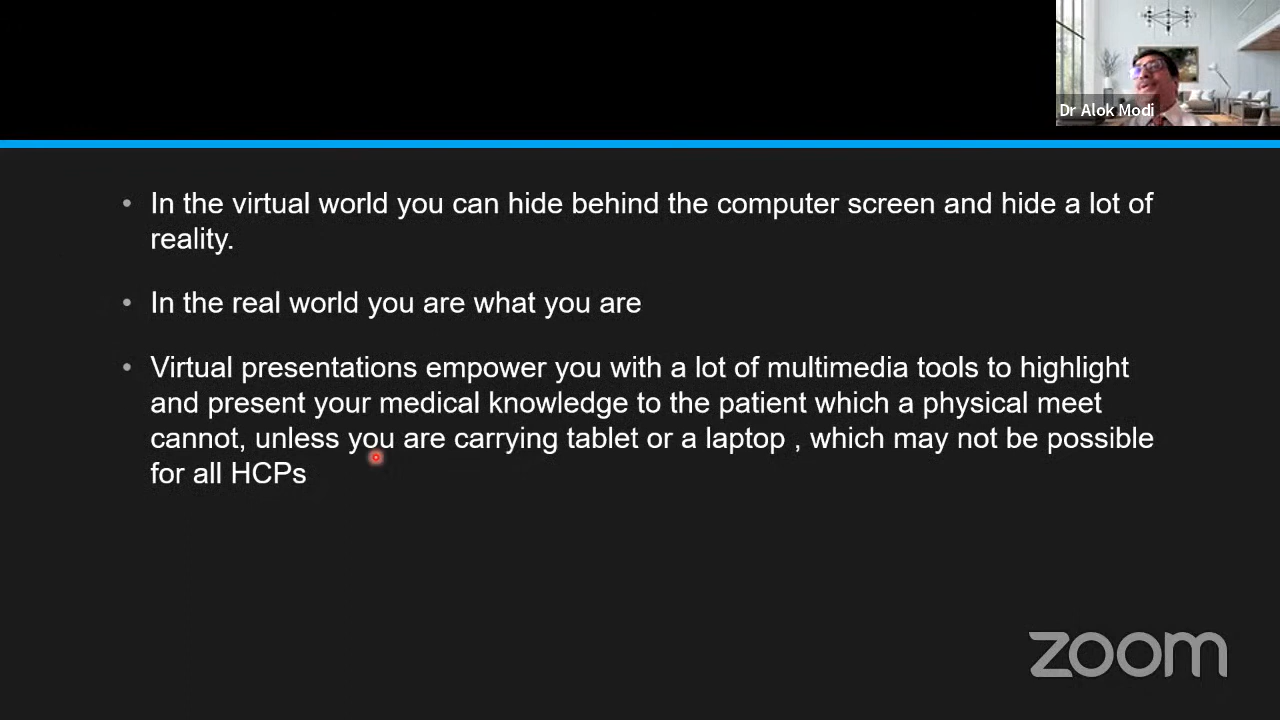 Dr Alok Modi
• In the virtual world you can hide behind the computer screen and hide a lot of
reality.
• In the real world you are what you are
• Virtual presentations empower you with a lot of multimedia tools to highlight
and present your medical knowledge to the patient which a physical meet
cannot, unless you are carrying tablet or a laptop , which may not be possible
for all HCPs
zoom